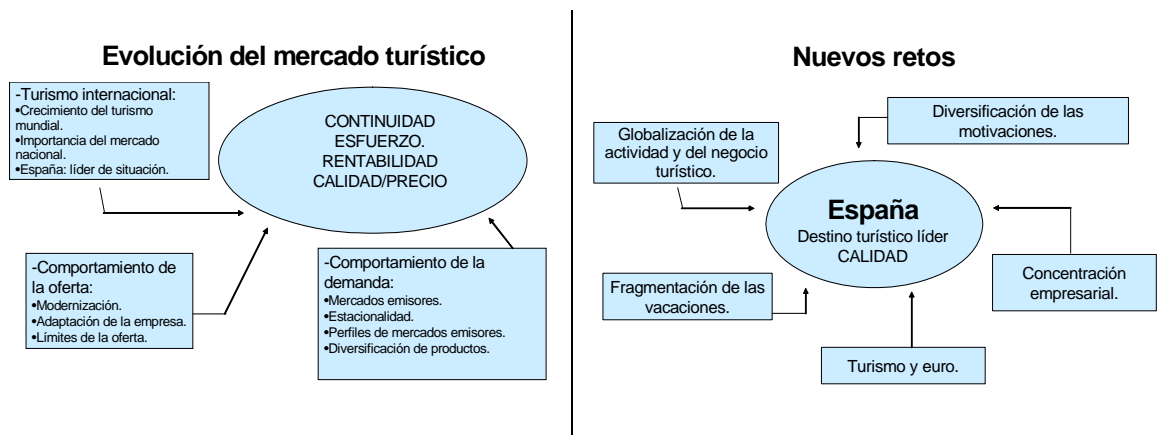 Evolución del mercado turístico
-Turismo internacional:
•Crecimiento del turismo
mundial.
•Importancia del mercado
nacional.
•España: líder de situación.
CONTINUIDAD
ESFUERZO.
RENTABILIDAD
CALIDAD/PRECIO
-Comportamiento de
la oferta:
•Modernización.
•Adaptación de la empresa.
•Límites de la oferta.
-Comportamiento de la
demanda:
•Mercados emisores.
•Estacionalidad.
•Perfiles de mercados emisores.
•Diversificación de productos.
Nuevos retos
Globalización de la
actividad y del negocio
turístico.
Diversificación de las
motivaciones.
España
Destino turístico líder
CALIDAD
Fragmentación de las
vacaciones.
Concentración
empresarial.
Turismo y euro.